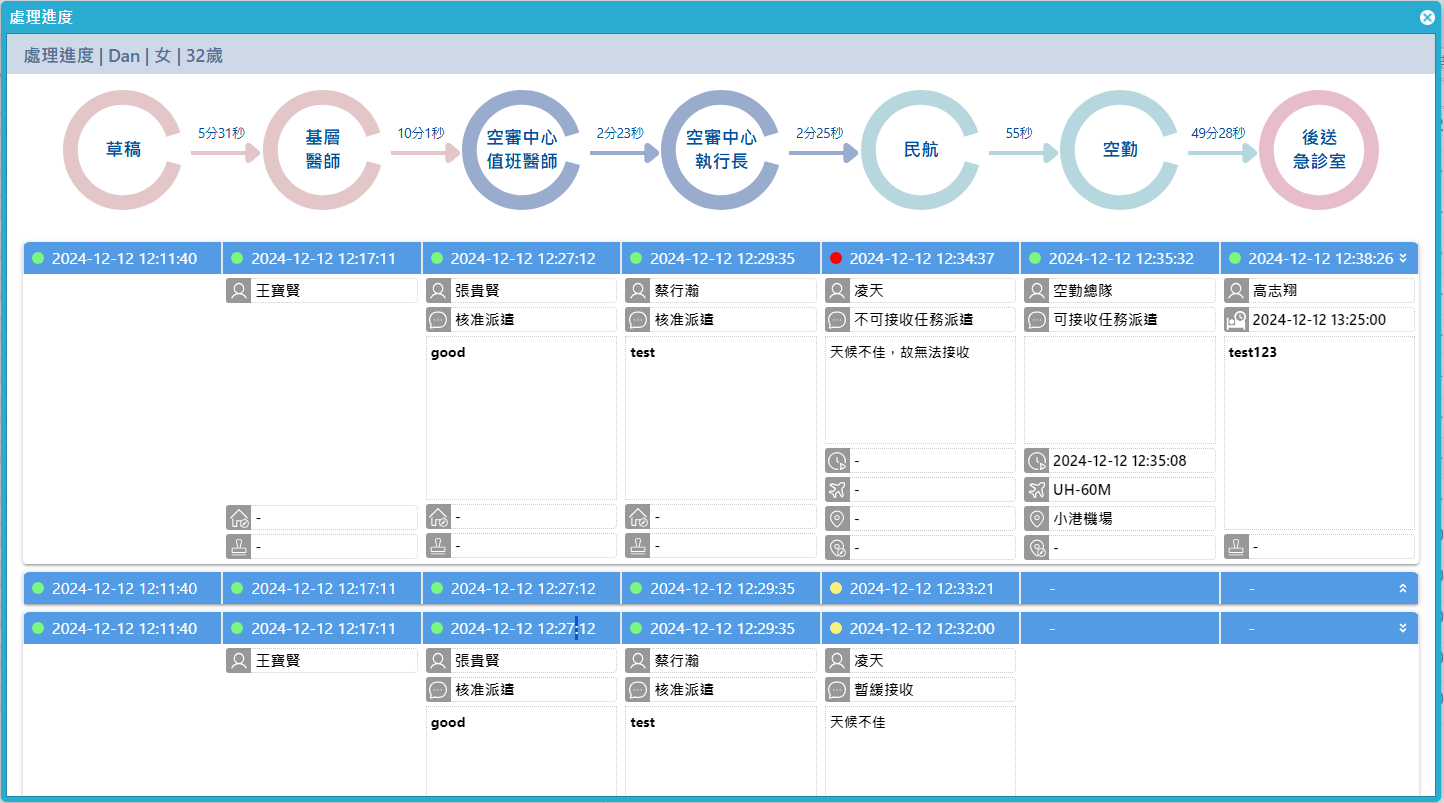 處理進度
處理進度 | Dan | 女 | 32歲
草稿
5分31秒
基層
醫師
10分1秒
空審中心
值班醫師
2分23秒
空審中心
執行長
2分25秒
民航
55秒
空勤
49分28秒
後送
急診室
2024-12-12 12:11:40
2024-12-12 12:17:11
2024-12-12 12:27:12
2024-12-12 12:29:35
2024-12-12 12:34:37
2024-12-12 12:35:32
2024-12-12 12:38:26
王寶賢
張貴賢
蔡行瀚
凌天
空勤總隊
高志翔
核准派遣
核准派遣
不可接收任務派遣
可接收任務派遣
2024-12-12 13:25:00
good
test
天候不佳，故無法接收
test123
-
2024-12-12 12:35:08
-
UH-60M
-
-
-
-
小港機場
-
-
-
-
-
-
2024-12-12 12:11:40
2024-12-12 12:17:11
2024-12-12 12:27:12
2024-12-12 12:29:35
2024-12-12 12:33:21
-
-
2024-12-12 12:11:40
2024-12-12 12:17:11
2024-12-12 12:27:12
2024-12-12 12:29:35
2024-12-12 12:32:00
-
-
王寶賢
張貴賢
蔡行瀚
凌天
核准派遣
核准派遣
暫緩接收
good
test
天候不佳